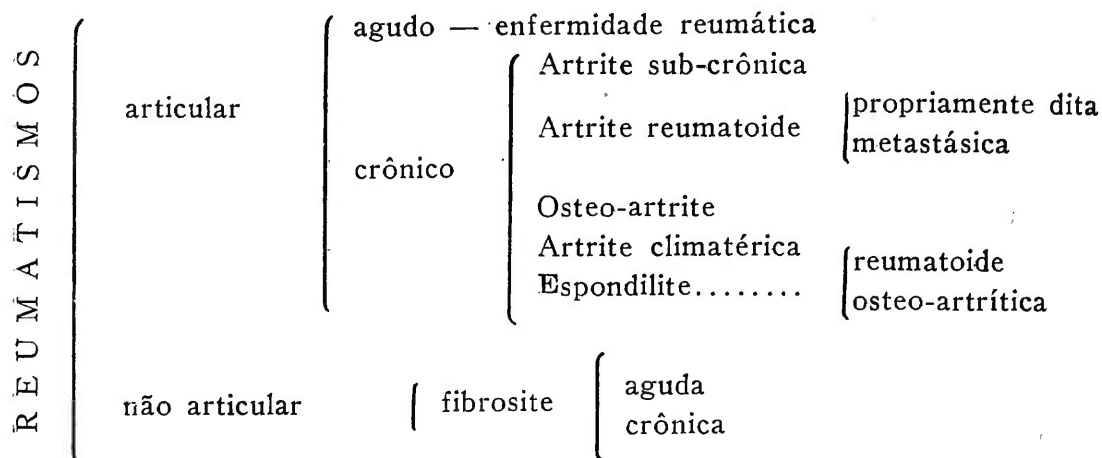 REUMATISMOS
articular
agudo — enfermidade reumática
crônico
Artrite sub-crônica
Artrite reumatoide
propriamente dita
metastásica
Osteo-artrite
Artrite climatérica
Espondilite........
reumatoide
osteo-artrítica
não articular
fibrosite
aguda
crônica